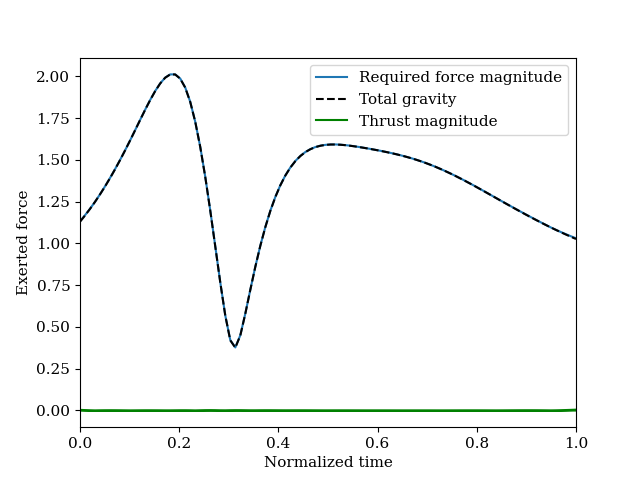 Required force magnitude
Total gravity
Thrust magnitude
2.00
1.75
1.50
1.25
1.00
0.75
0.50
0.25
0.00
Exerted force
0.0 0.2 0.4 0.6 0.8 1.0
Normalized time